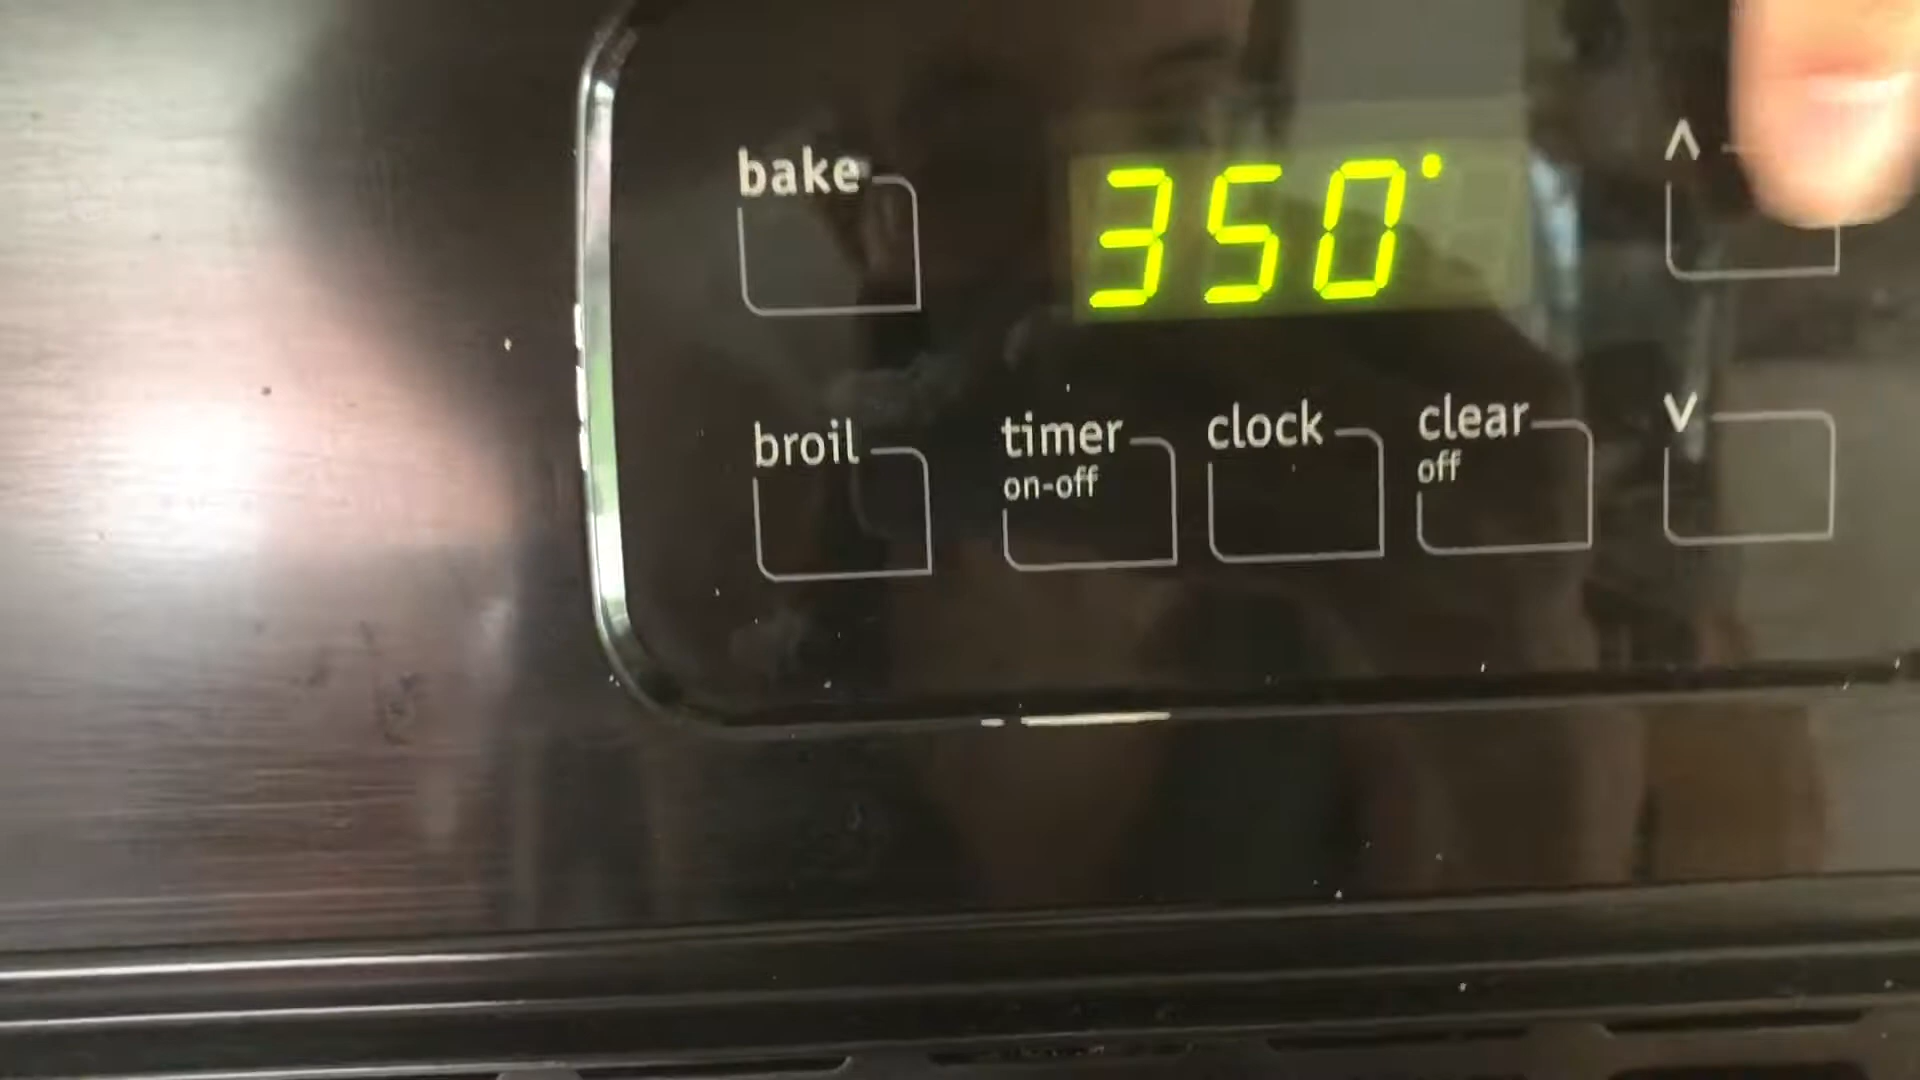 bake
350°
^
broil
timer
on-off
clock
clear
off
v